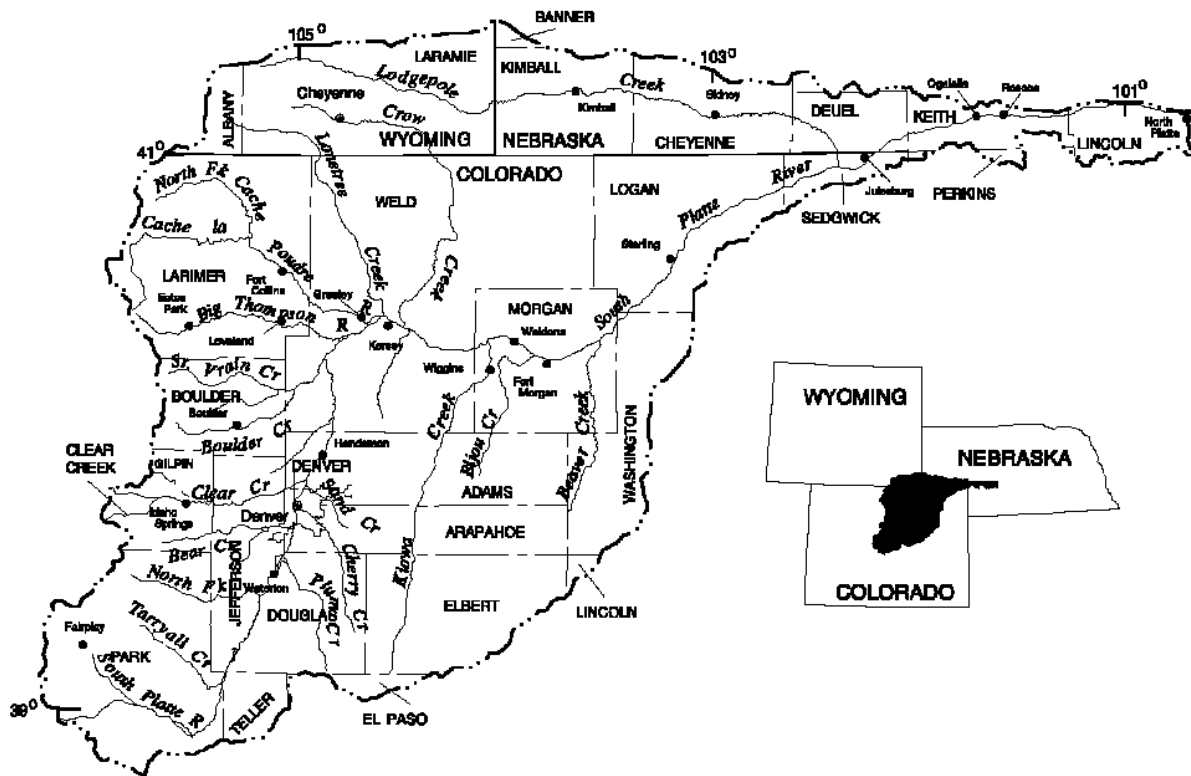 BANNER
105°
LARAMIE
KIMBALL
103°
Lodgepole
Creek
Ogalalla
Roscoe
101°
Cheyenne
Kimball
Sidney
DEUEL
KEITH
North
Platte
ALBANY
Crow
WYOMING
NEBRASKA
CHEYENNE
LINCOLN
41°
Lonetree
COLORADO
River
Julesburg
PERKINS
North Fk Cache
LOGAN
SEDGWICK
WELD
Platte
Cache la
Poudre
Sterling
LARIMER
Fort
Collins
Creek
Creek
Estes
Park
Greeley
R
MORGAN
South
Big Thompson R
Weldona
Loveland
Kersey
Wiggins
Fort
Morgan
St Vrain Cr
BOULDER
Boulder
Creek
Bijou Cr
Beaver Creek
WASHINGTON
Boulder Cr
Henderson
CLEAR
CREEK
GILPIN
DENVER
Clear Cr
Sand Cr
ADAMS
Idaho
Springs
Denver
ARAPAHOE
Bear Cr
Cherry Cr
Kiowa
North Fk
JEFFERSON
Waterton
Plum Cr
DOUGLA
ELBERT
LINCOLN
Tarryall Cr
Fairplay
PARK
South Platte R
39°
TELLER
EL PASO
WYOMING
NEBRASKA
COLORADO